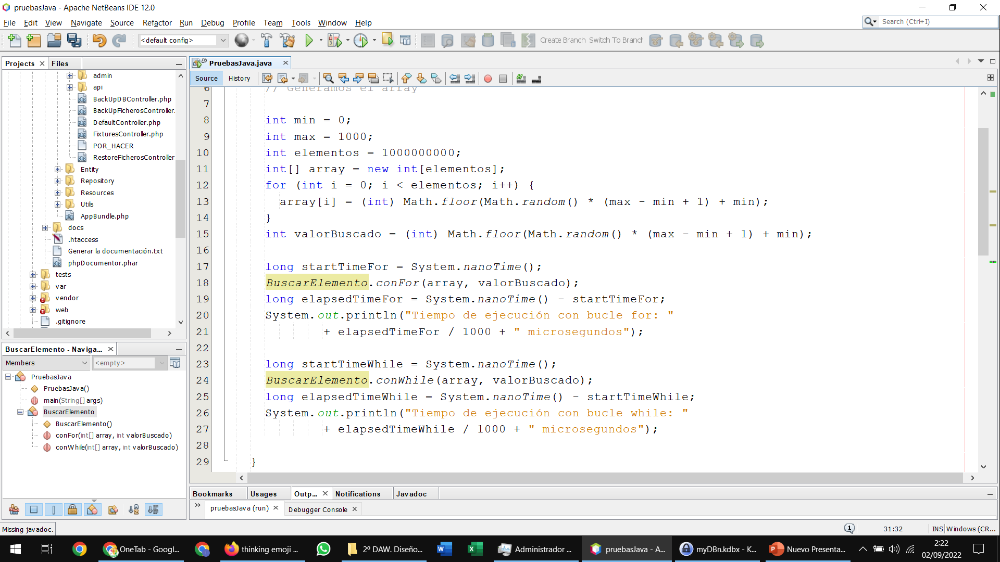 pruebasJava - Apache NetBeans IDE 12.0
File Edit View Navigate Source Refactor Run Debug Profile Team Tools Window Help
Search (Ctrl+I)
<default config>
Create Branch Switch To Branch
Projects Files
admin
api
BackUpDBController.php
BackUpFicherosController.
DefaultController.php
FixturesController.php
POR_HACER
RestoreFicherosController
Entity
Repository
Resources
Utils
AppBundle.php
docs
.htaccess
Generar la documentación.txt
phpDocumentor.phar
tests
var
vendor
web
.gitignore
BuscarElemento - Naviga...
Members <empty>
PruebasJava
PruebasJava()
main(String[] args)
BuscarElemento
BuscarElemento()
conFor(int[] array, int valorBuscado)
conWhile(int[] array, int valorBuscado)
PruebasJava.java
Source History
6 // Generamos el array
7
8 int min = 0;
9 int max = 1000;
10 int elementos = 1000000000;
11 int[] array = new int[elementos];
12 for (int i = 0; i < elementos; i++) {
13 array[i] = (int) Math.floor(Math.random() * (max - min + 1) + min);
14 }
15 int valorBuscado = (int) Math.floor(Math.random() * (max - min + 1) + min);
16
17 long startTimeFor = System.nanoTime();
18 BuscarElemento.conFor(array, valorBuscado);
19 long elapsedTimeFor = System.nanoTime() - startTimeFor;
20 System.out.println("Tiempo de ejecución con bucle for: "
21 + elapsedTimeFor / 1000 + " microsegundos");
22
23 long startTimeWhile = System.nanoTime();
24 BuscarElemento.conWhile(array, valorBuscado);
25 long elapsedTimeWhile = System.nanoTime() - startTimeWhile;
26 System.out.println("Tiempo de ejecución con bucle while: "
27 + elapsedTimeWhile / 1000 + " microsegundos");
28
29 }
Bookmarks Usages Outp... Notifications Javadoc
pruebasJava (run) Debugger Console
Missing javadoc.
1 31:32 INS Windows (CR...
OneTab - Googl...
thinking emoji ...
2º DAW. Diseño...
Administrador ...
pruebasJava - A...
myDBn.kdbx - K...
Nuevo Presenta...
2:22
02/09/2022